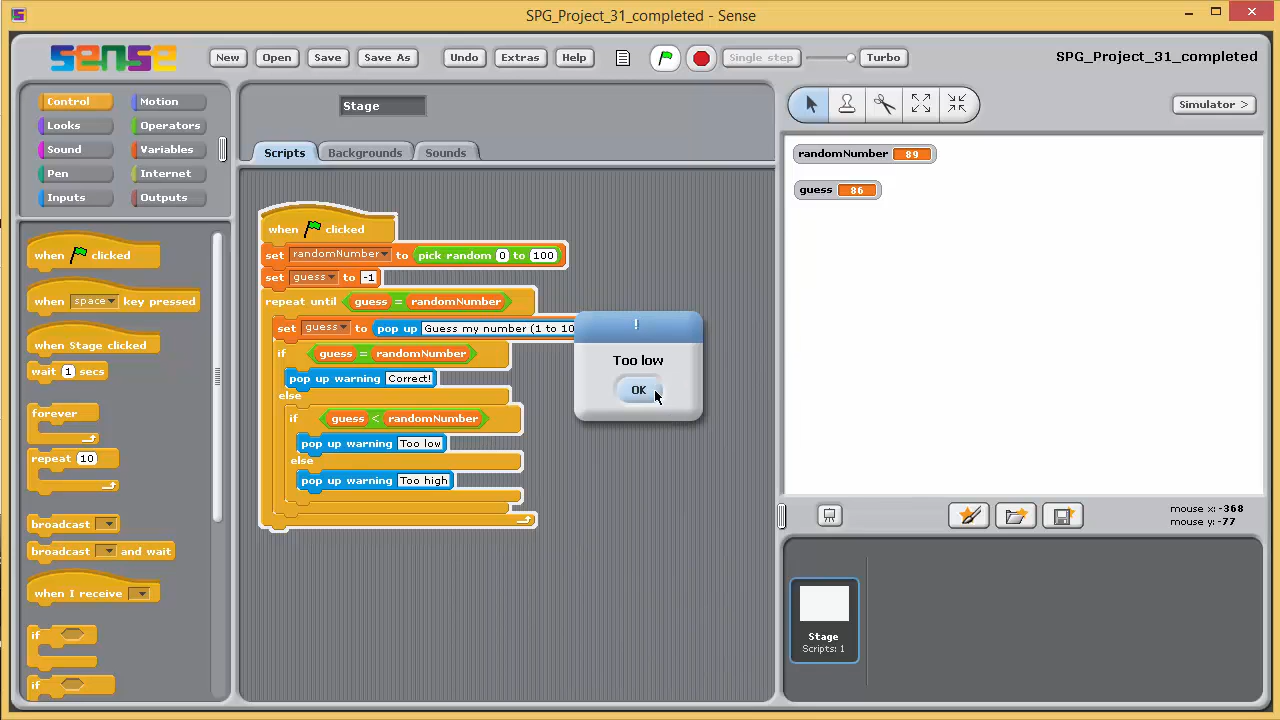 SPG_Project_31_completed - Sense
sense New Open Save Save As Undo Extras Help Single step Turbo SPG_Project_31_completed
Control Motion
Looks Operators
Sound Variables
Pen Internet
Inputs Outputs
Stage
Scripts Backgrounds Sounds
Simulator >
when clicked
when space key pressed
when Stage clicked
wait 1 secs
forever
repeat 10
broadcast
broadcast and wait
when I receive
if
if
when clicked
set randomNumber to pick random 0 to 100
set guess to -1
repeat until guess = randomNumber
set guess to pop up Guess my number (1 to 10
if guess = randomNumber
pop up warning Correct!
else
if guess < randomNumber
pop up warning Too low
else
pop up warning Too high
!
Too low
OK
randomNumber 89
guess 86
mouse x: -368
mouse y: -77
Stage
Scripts: 1